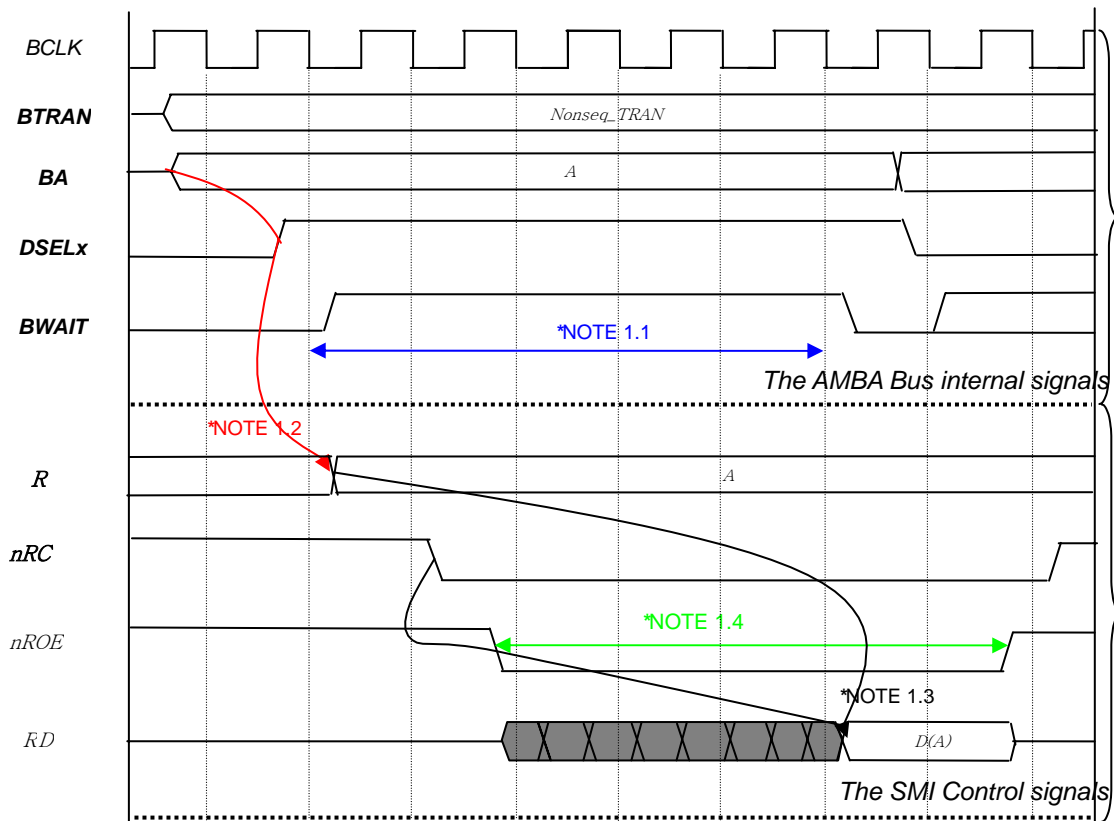 BCLK
BTRAN
Nonseq_TRAN
BA
A
DSELx
BWAIT
*NOTE 1.1
The AMBA Bus internal signals
*NOTE 1.2
R
A
nRC
nROE
*NOTE 1.4
*NOTE 1.3
RD
D(A)
The SMI Control signals